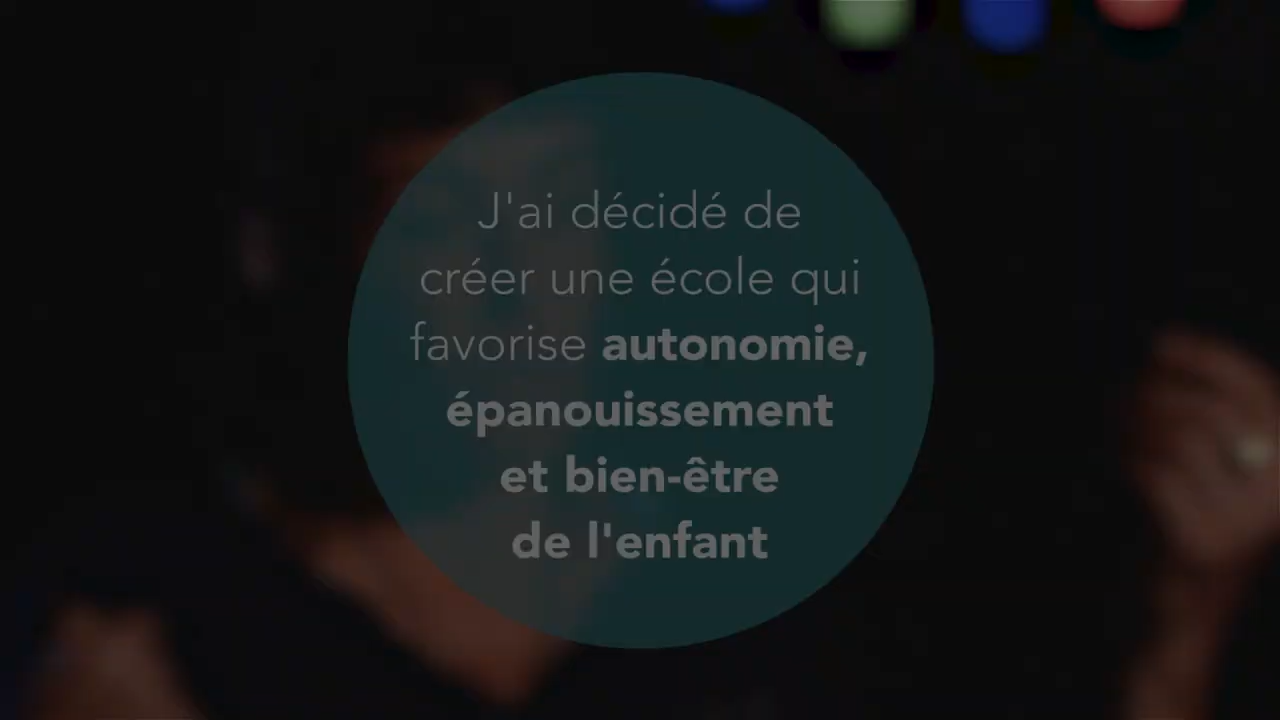 J'ai décidé de
créer une école qui
favorise autonomie,
épanouissement
et bien-être
de l'enfant